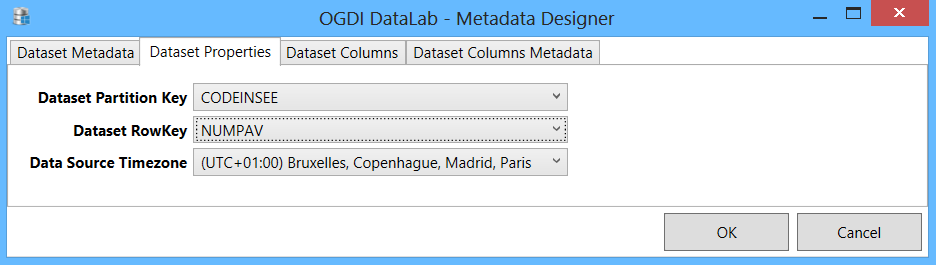 OGDI DataLab - Metadata Designer
Dataset Metadata Dataset Properties Dataset Columns Dataset Columns Metadata
Dataset Partition Key CODEINSEE
Dataset RowKey NUMPAV
Data Source Timezone (UTC+01:00) Bruxelles, Copenhague, Madrid, Paris
OK Cancel